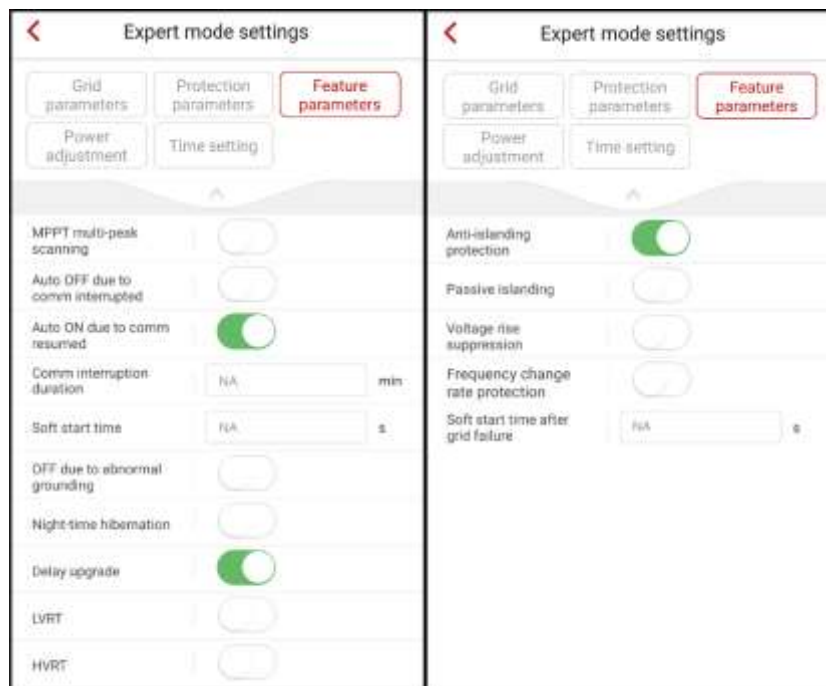 Expert mode settings
Grid
parameters
Protection
parameters
Feature
parameters
Power
adjustment
Time setting
MPPT multi-peak
scanning
Auto OFF due to
comm interrupted
Auto ON due to comm
resumed
Comm interruption
duration
NA
min
Soft start time
NA
s
OFF due to abnormal
grounding
Night-time hibernation
Delay upgrade
LVRT
HVRT
Expert mode settings
Grid
parameters
Protection
parameters
Feature
parameters
Power
adjustment
Time setting
Anti-islanding
protection
Passive islanding
Voltage rise
suppression
Frequency change
rate protection
Soft start time after
grid failure
NA
s